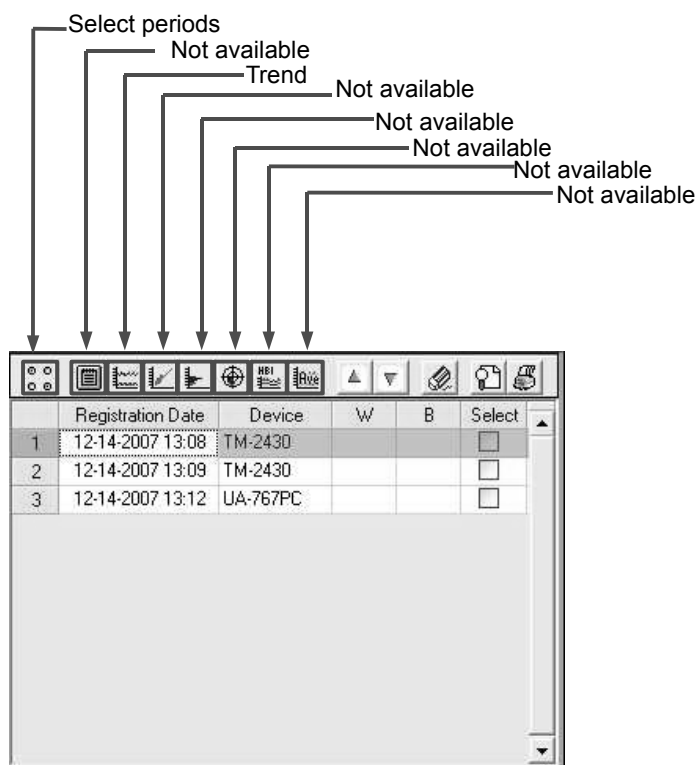 Select periods
Not available
Trend
Not available
Not available
Not available
Not available
Not available
HBI
Ave
Registration Date Device W B Select
1 12-14-2007 13:08 TM-2430
2 12-14-2007 13:09 TM-2430
3 12-14-2007 13:12 UA-767PC